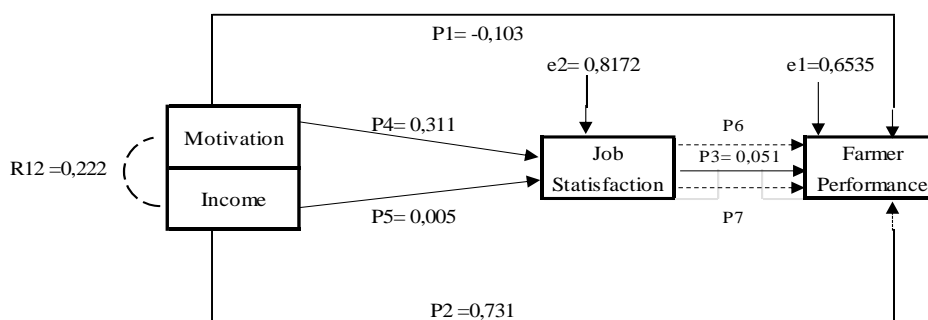 P1= -0,103
e2= 0,8172
e1=0,6535
Motivation
P4= 0,311
P6
R12 =0,222
Job
Statisfaction
P3= 0,051
Farmer
Performance
Income
P5= 0,005
P7
P2 =0,731